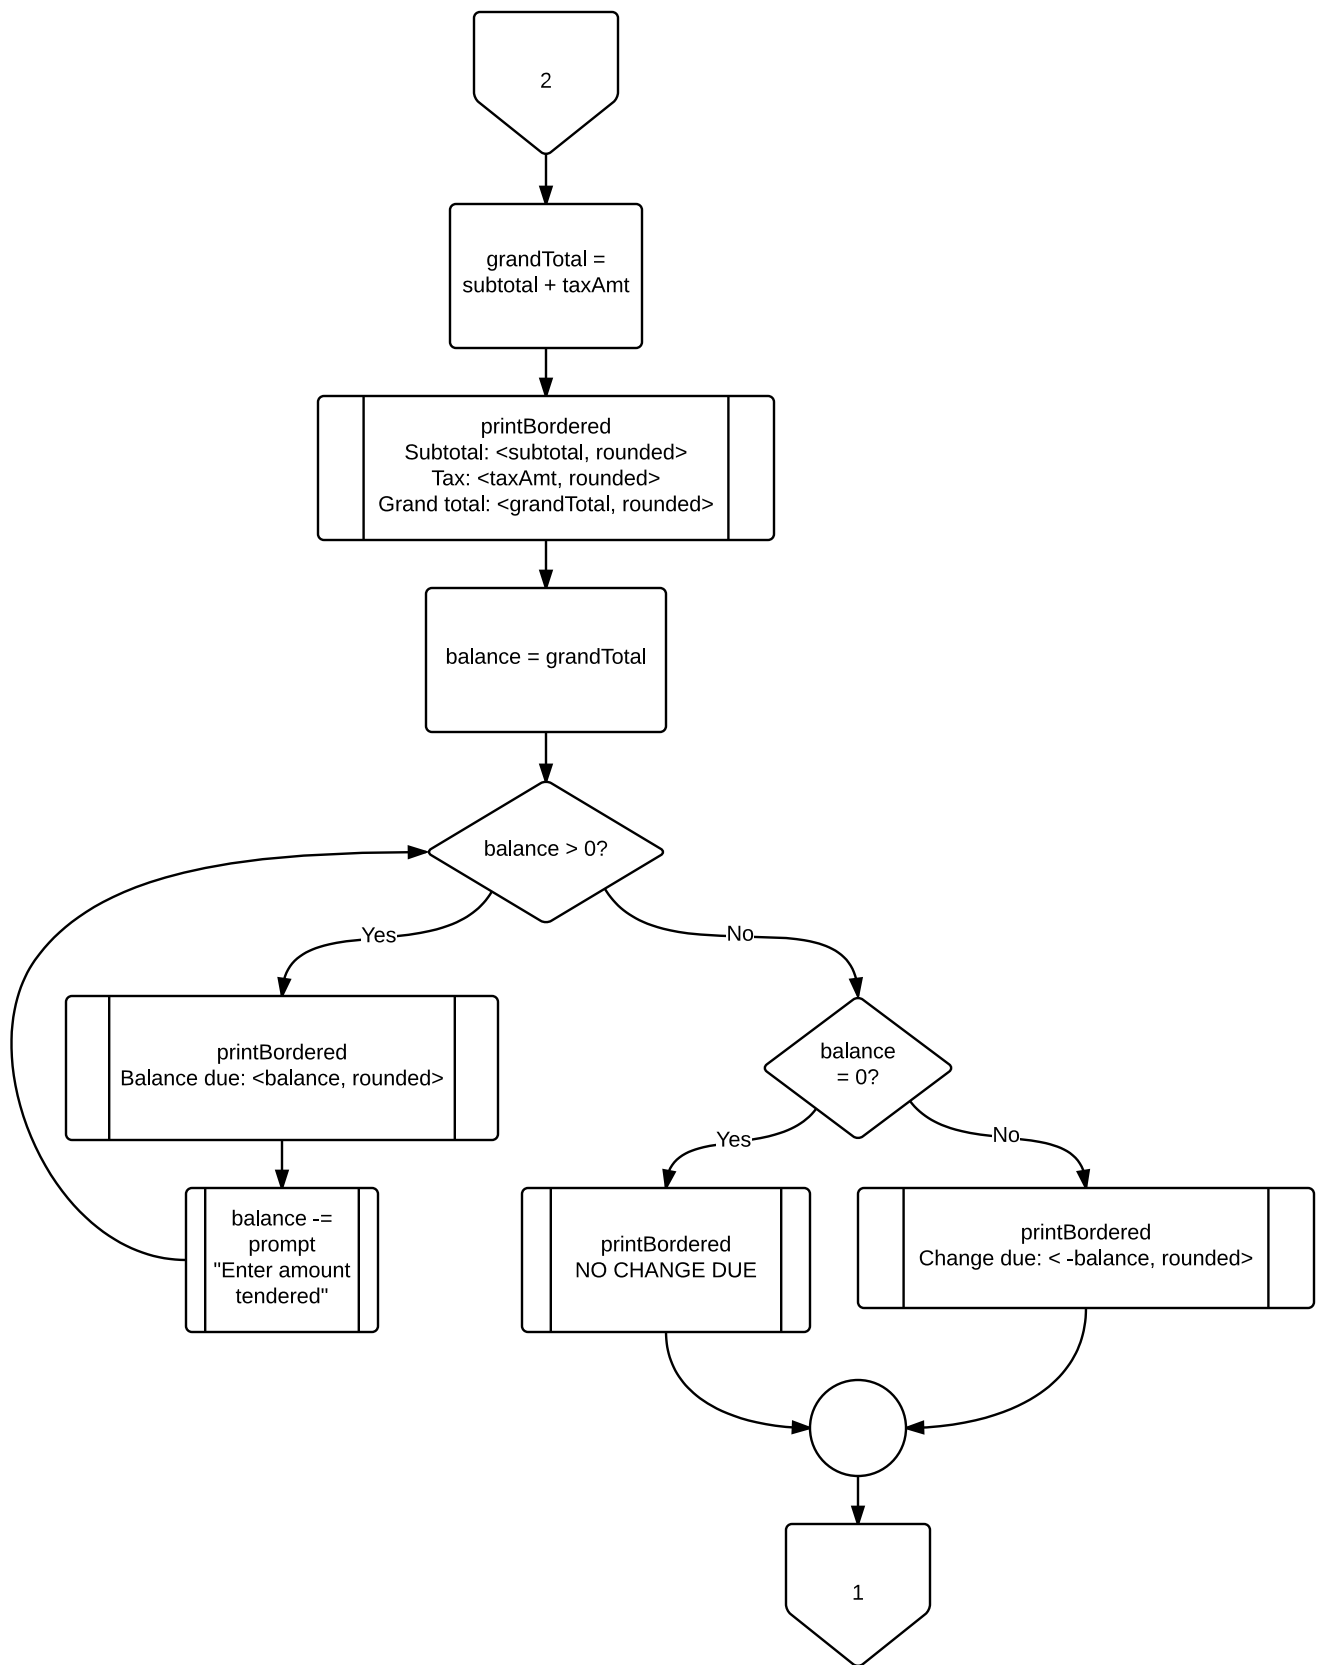 2
grandTotal =
subtotal + taxAmt
printBordered
Subtotal: <subtotal, rounded>
Tax: <taxAmt, rounded>
Grand total: <grandTotal, rounded>
balance = grandTotal
balance > 0?
Yes
No
printBordered
Balance due: <balance, rounded>
balance
= 0?
Yes
No
balance -=
prompt
"Enter amount
tendered"
printBordered
NO CHANGE DUE
printBordered
Change due: < -balance, rounded>
1